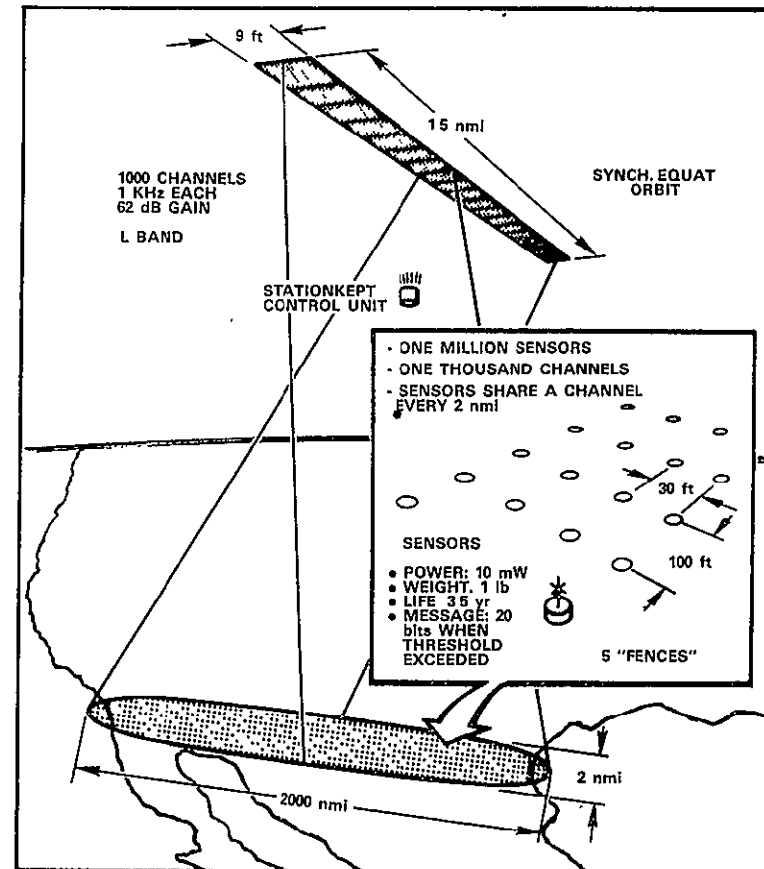 9 ft
15 nmi
1000 CHANNELS
1 KHz EACH
62 dB GAIN
L BAND
SYNCH. EQUAT
ORBIT
STATIONKEPT
CONTROL UNIT
- ONE MILLION SENSORS
- ONE THOUSAND CHANNELS
- SENSORS SHARE A CHANNEL
EVERY 2 nmi
30 ft
100 ft
SENSORS
• POWER: 10 mW
• WEIGHT. 1 lb
• LIFE 35 yr
• MESSAGE: 20
bits WHEN
THRESHOLD
EXCEEDED
5 "FENCES"
2 nmi
2000 nmi